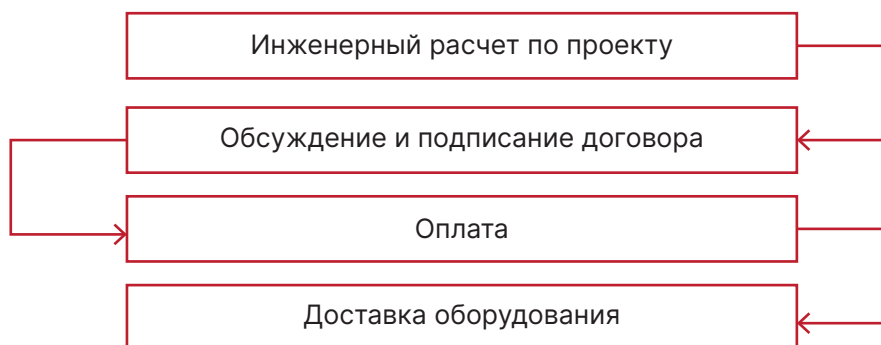 Инженерный расчет по проекту
Обсуждение и подписание договора
Оплата
Доставка оборудования